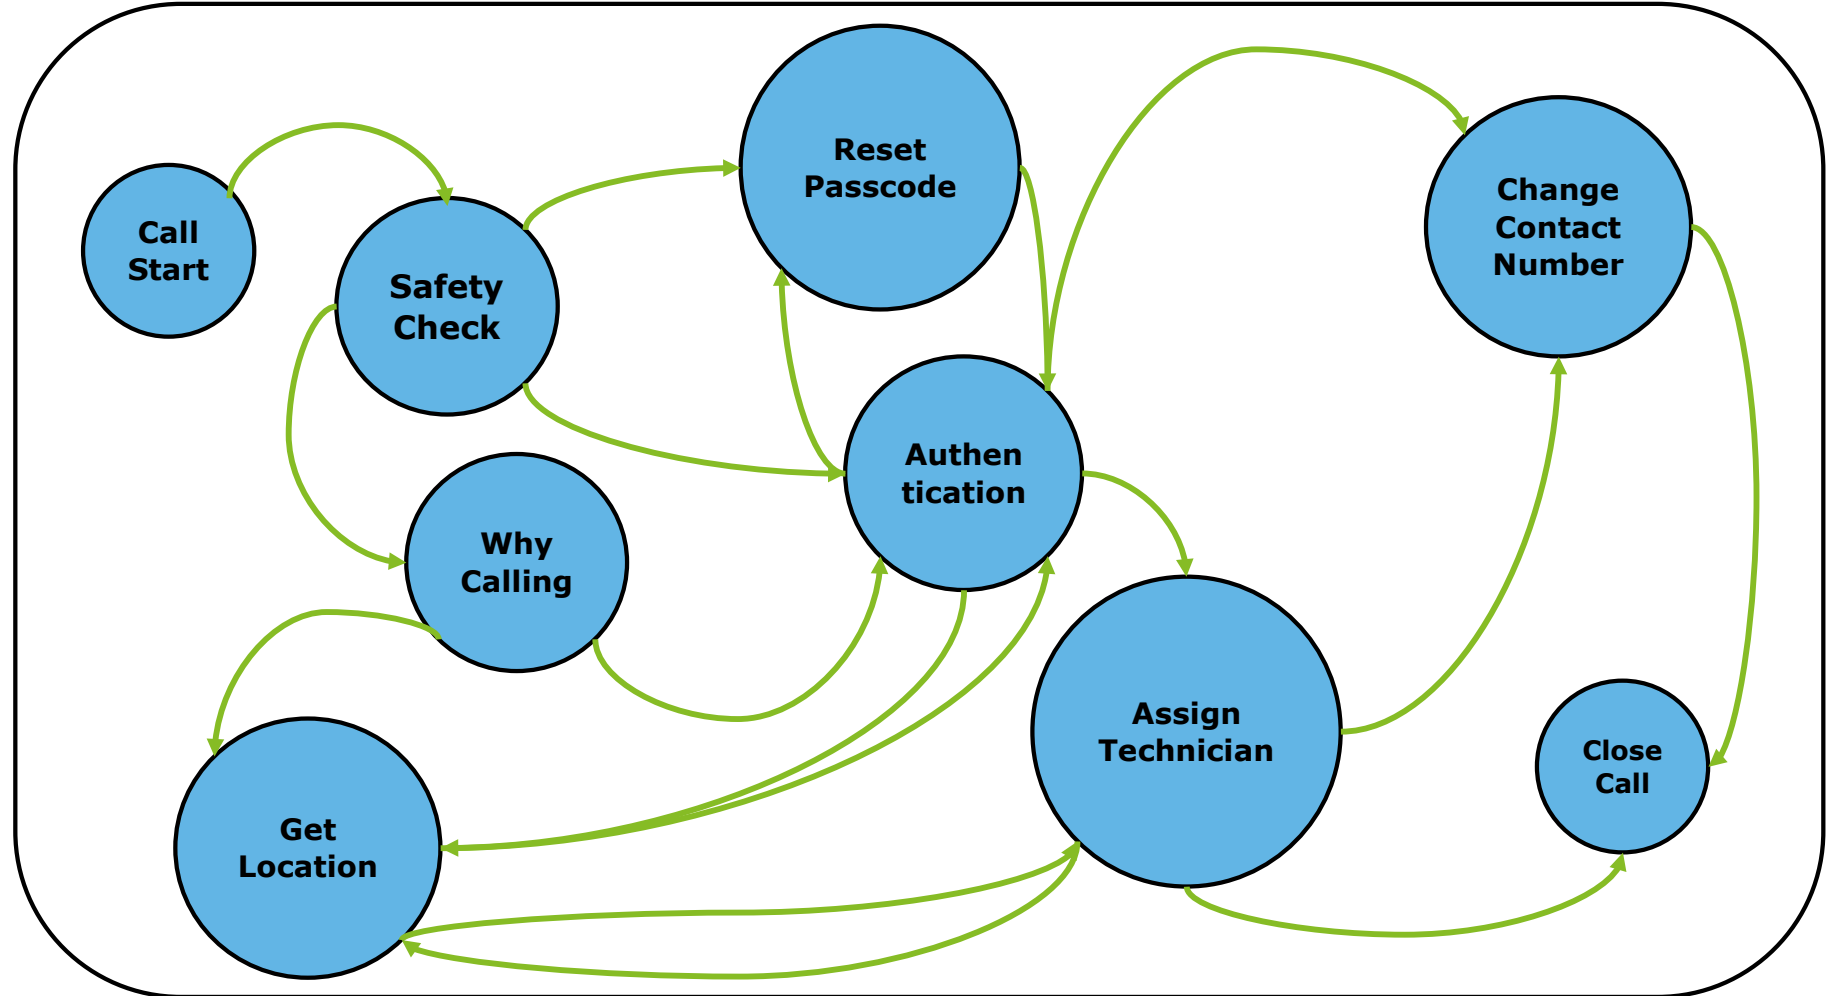 Call
Start
Safety
Check
Reset
Passcode
Change
Contact
Number
Authen
tication
Why
Calling
Assign
Technician
Close
Call
Get
Location